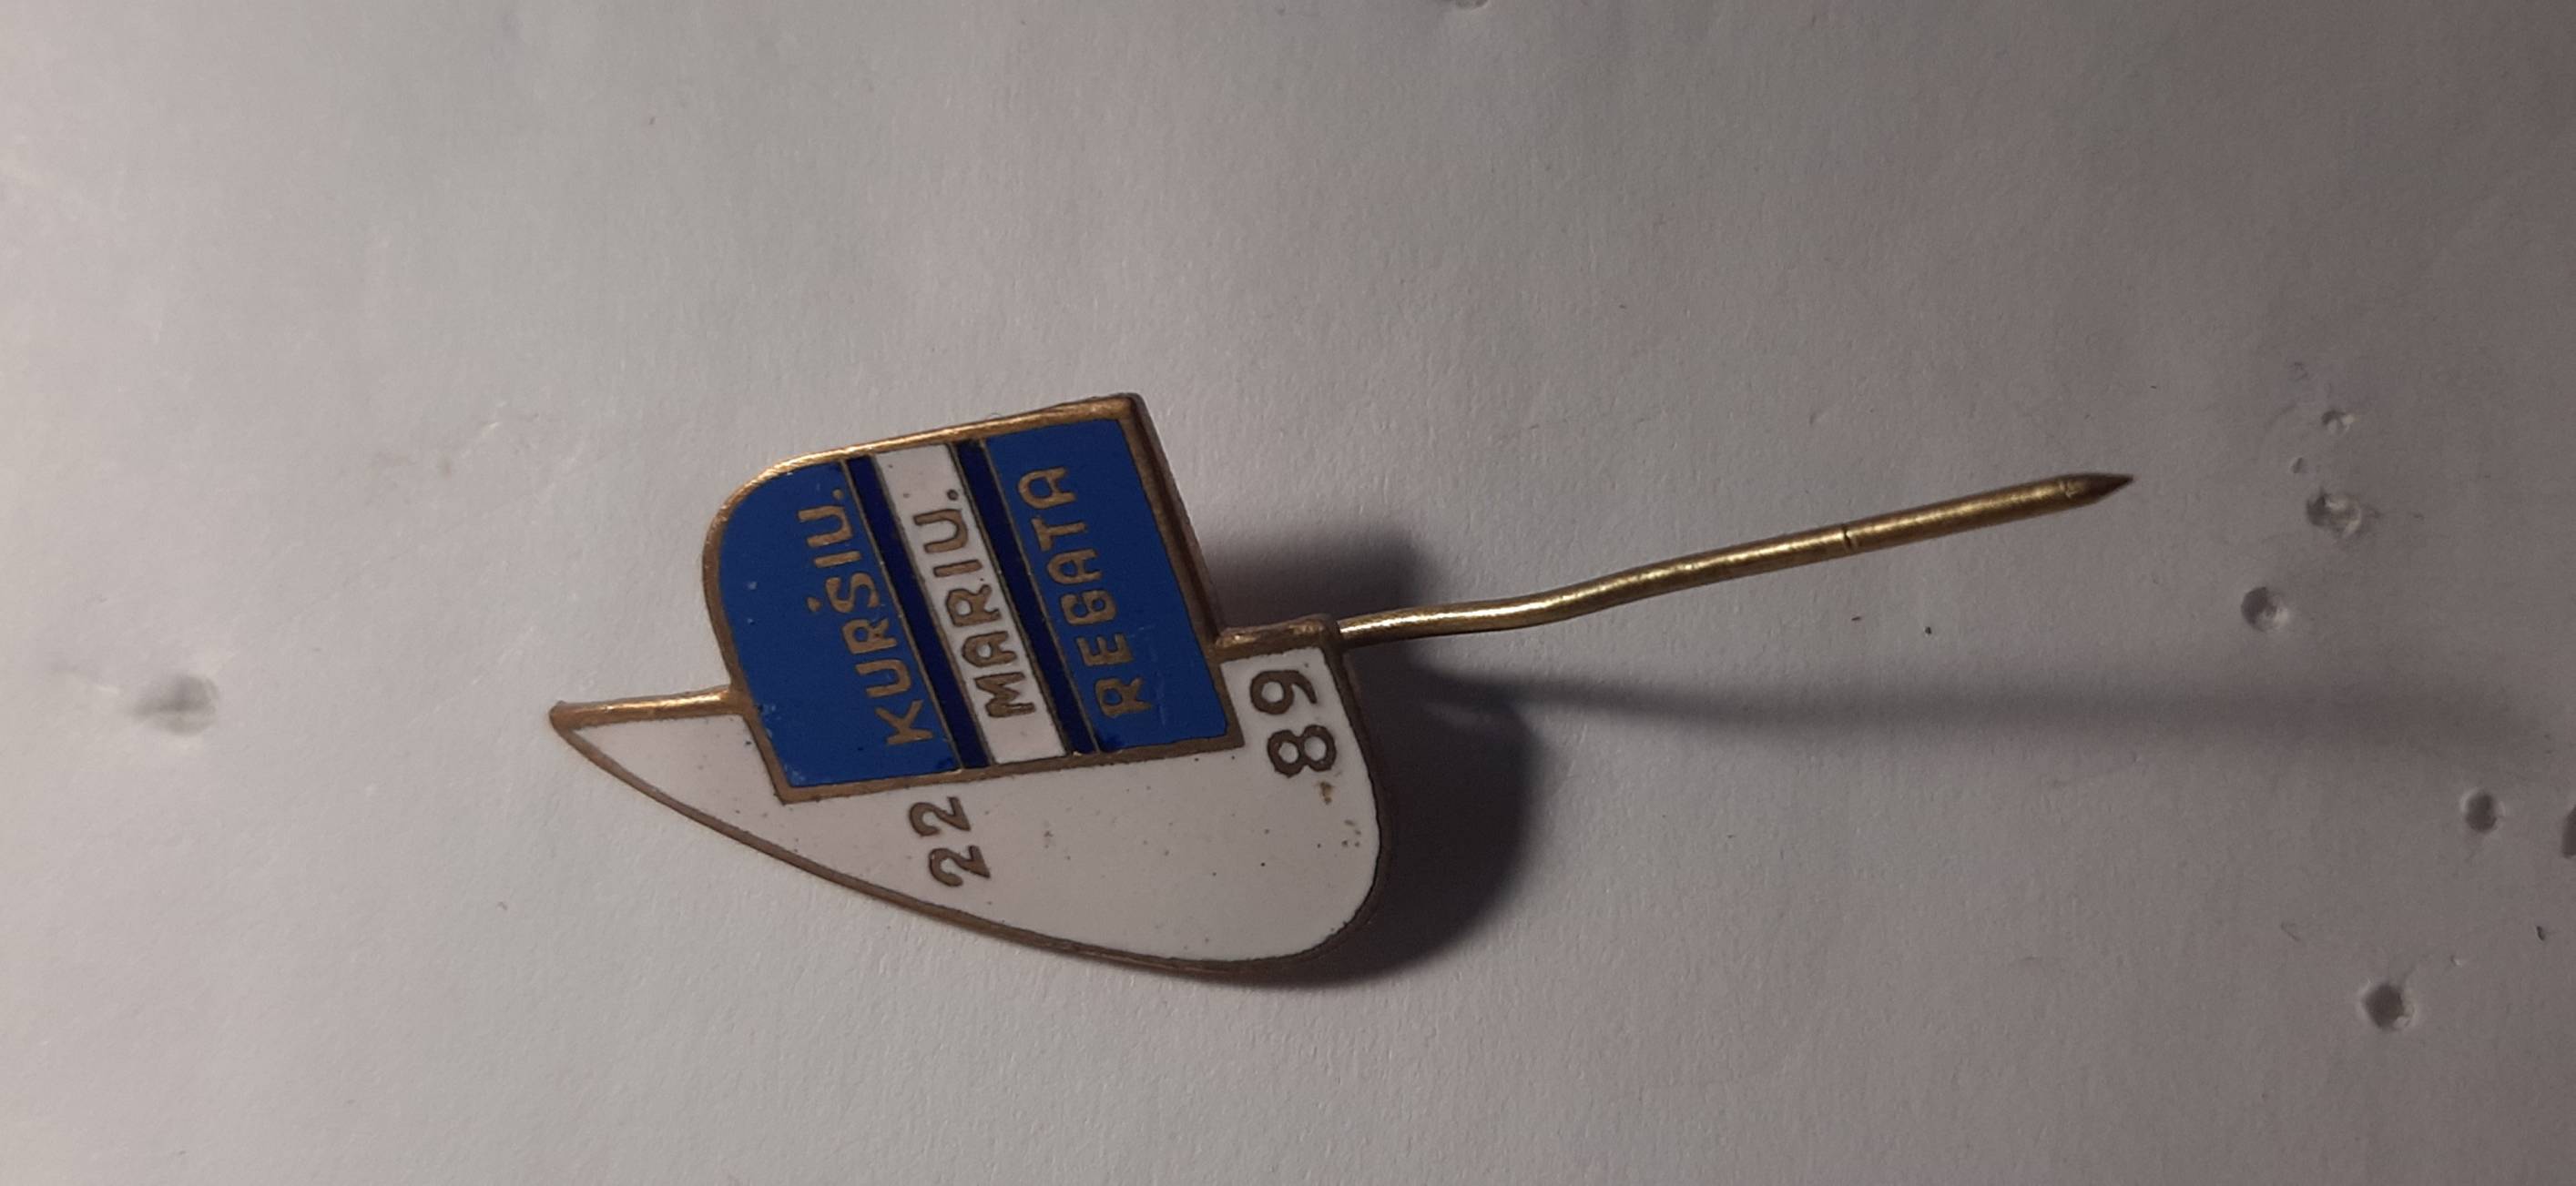 KURŠIŲ
MARIŲ
REGATA
22
89